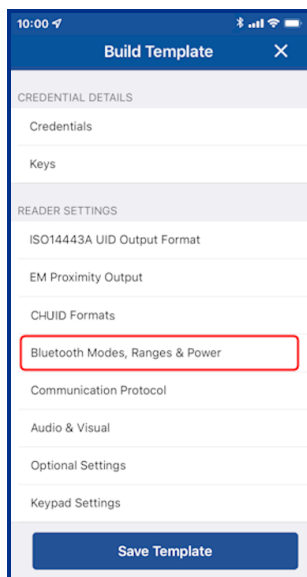 10:00
Build Template
CREDENTIAL DETAILS
Credentials
Keys
READER SETTINGS
ISO14443A UID Output Format
EM Proximity Output
CHUID Formats
Bluetooth Modes, Ranges & Power
Communication Protocol
Audio & Visual
Optional Settings
Keypad Settings
Save Template